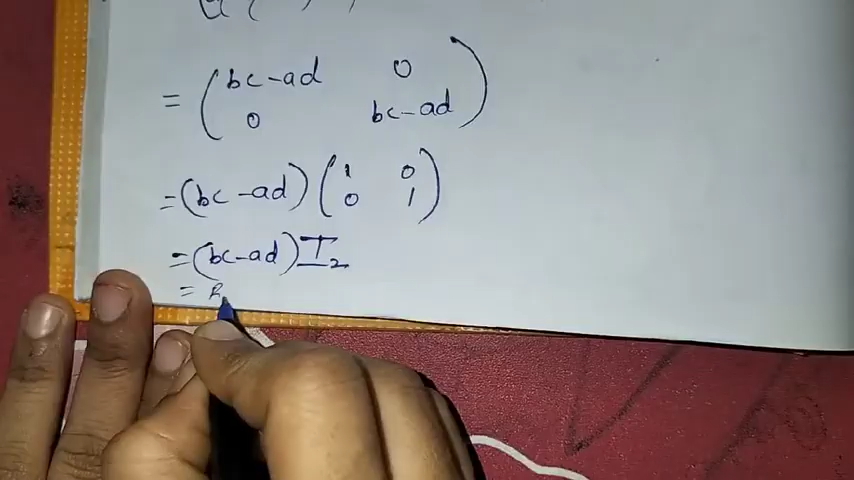 = (bc-ad 0
0 bc-ad)
= (bc-ad) (1 0
0 1)
= (bc-ad) I₂
= R